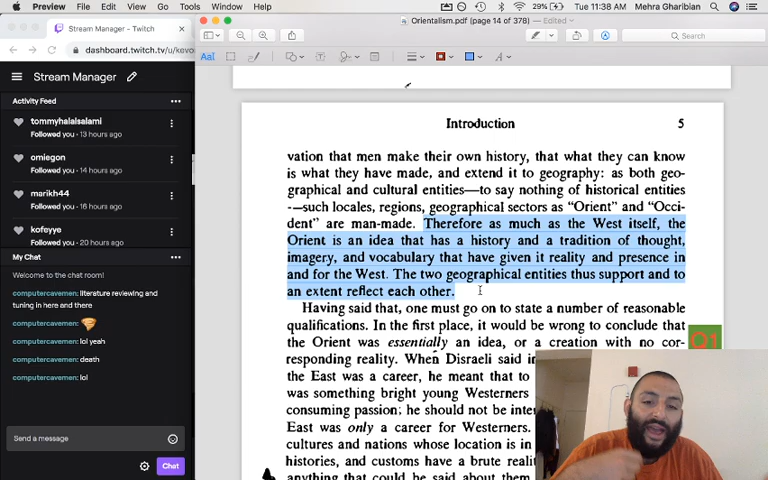 Preview File Edit View Go Tools Window Help
29% Tue 11:38 AM Mehra Gharibian
Stream Manager - Twitch
dashboard.twitch.tv/u/kevo
Stream Manager
Activity Feed
tommyhalalsalami
Followed you · 13 hours ago
omiegon
Followed you · 14 hours ago
marikh44
Followed you · 16 hours ago
kofeyye
Followed you · 20 hours ago
My Chat
Welcome to the chat room!
computercavemen: literature reviewing and
tuning in here and there
computercavemen:
computercavemen: lol yeah
computercavemen: death
computercavemen: lol
Send a message
Chat
Orientalism.pdf (page 14 of 378) — Edited
Search
AaI
Introduction 5
vation that men make their own history, that what they can know
is what they have made, and extend it to geography: as both geo-
graphical and cultural entities—to say nothing of historical entities
--such locales, regions, geographical sectors as “Orient” and “Occi-
dent” are man-made. Therefore as much as the West itself, the
Orient is an idea that has a history and a tradition of thought,
imagery, and vocabulary that have given it reality and presence in
and for the West. The two geographical entities thus support and to
an extent reflect each other.
Having said that, one must go on to state a number of reasonable
qualifications. In the first place, it would be wrong to conclude that
the Orient was essentially an idea, or a creation with no cor-
responding reality. When Disraeli said in
the East was a career, he meant that to
was something bright young Westerners
consuming passion; he should not be inter
East was only a career for Westerners.
cultures and nations whose location is in
histories, and customs have a brute reali
anything that could be said about them
01